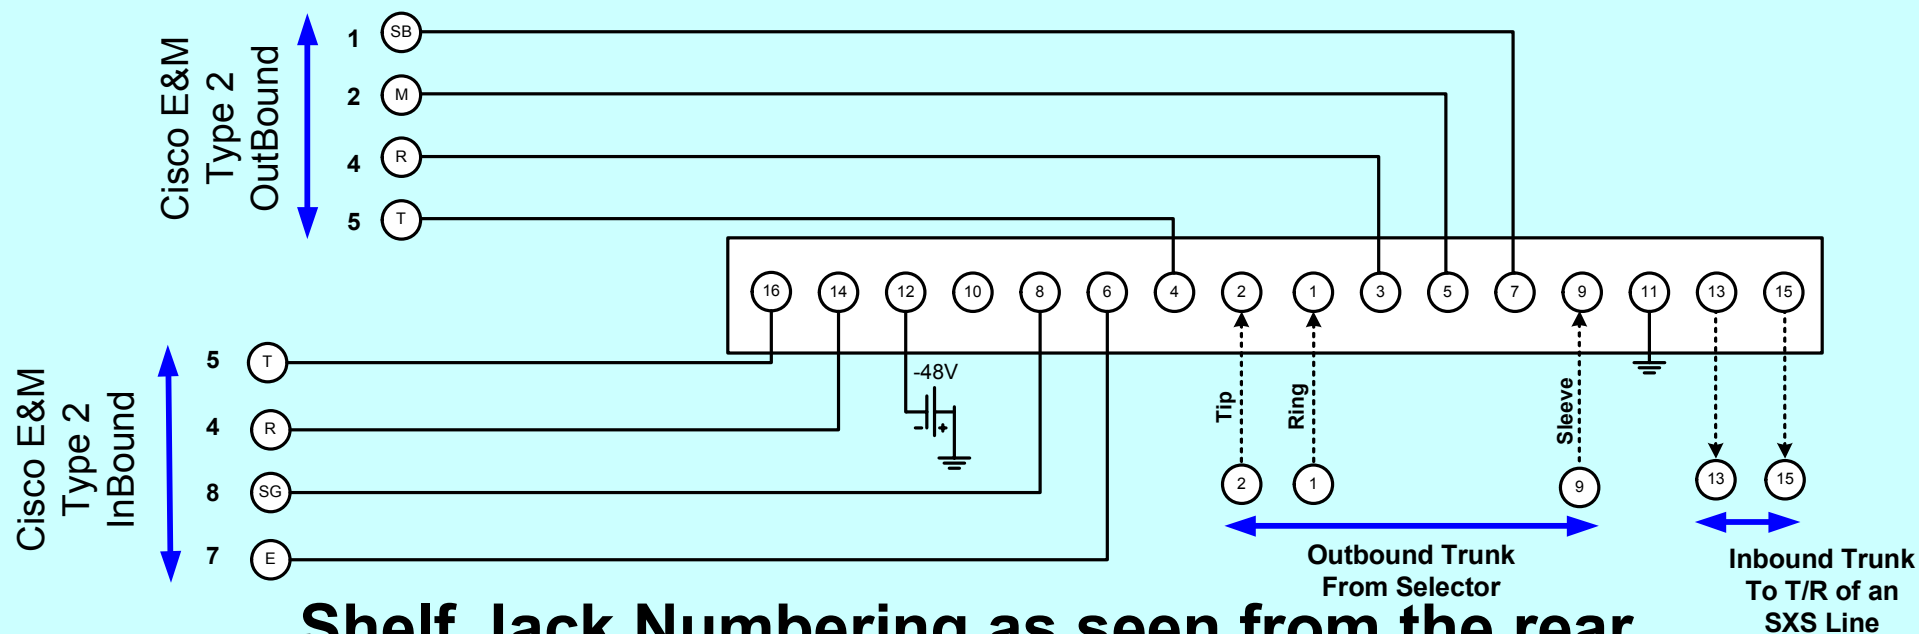 Cisco E&M
Type 2
OutBound
1 SB
2 M
4 R
5 T
16 14 12 10 8 6 4 2 1 3 5 7 9 11 13 15
Cisco E&M
Type 2
InBound
5 T
4 R
8 SG
7 E
-48V
- +
Tip
Ring
Sleeve
2 1 9 13 15
Outbound Trunk
From Selector
Inbound Trunk
To T/R of an
SXS Line
Shelf Jack Numbering as seen from the rear